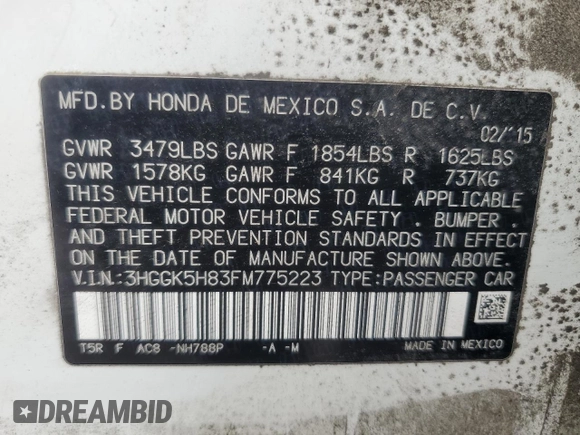 MFD.BY HONDA DE MEXICO S.A. DE C.V.
02/'15
GVWR 3479LBS GAWR F 1854LBS R 1625LBS
GVWR 1578KG GAWR F 841KG R 737KG
THIS VEHICLE CONFORMS TO ALL APPLICABLE
FEDERAL MOTOR VEHICLE SAFETY . BUMPER .
AND THEFT PREVENTION STANDARDS IN EFFECT
ON THE DATE OF MANUFACTURE SHOWN ABOVE.
V.I.N.:3HGGK5H83FM775223 TYPE:PASSENGER CAR
T5R F AC8 -NH788P -A -M MADE IN MEXICO
DREAMBID